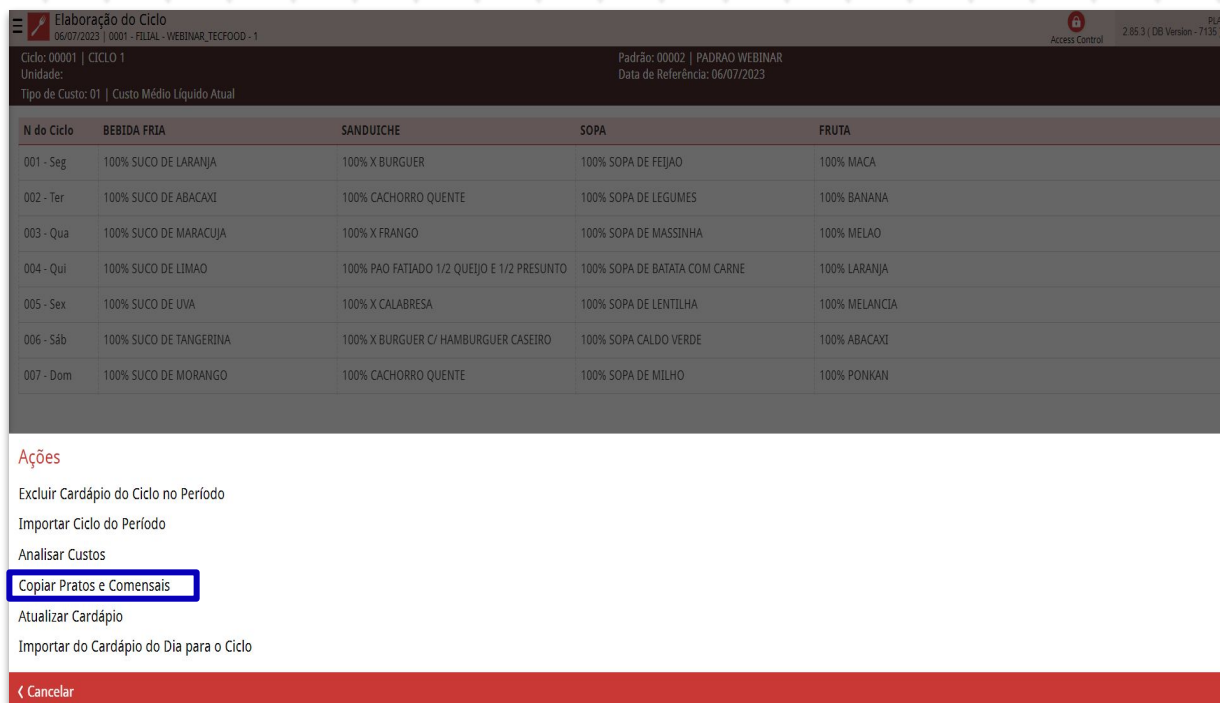 Elaboração do Ciclo
06/07/2023 | 0001 - FILIAL - WEBINAR_TECFOOD - 1
Access Control
2.85.3 ( DB Version - 7135
Ciclo: 00001 | CICLO 1
Padrão: 00002 | PADRAO WEBINAR
Unidade:
Data de Referência: 06/07/2023
Tipo de Custo: 01 | Custo Médio Líquido Atual
N do Ciclo BEBIDA FRIA SANDUICHE SOPA FRUTA
001 - Seg 100% SUCO DE LARANJA 100% X BURGUER 100% SOPA DE FEIJAO 100% MACA
002 - Ter 100% SUCO DE ABACAXI 100% CACHORRO QUENTE 100% SOPA DE LEGUMES 100% BANANA
003 - Qua 100% SUCO DE MARACUJA 100% X FRANGO 100% SOPA DE MASSINHA 100% MELAO
004 - Qui 100% SUCO DE LIMAO 100% PAO FATIADO 1/2 QUEIJO E 1/2 PRESUNTO 100% SOPA DE BATATA COM CARNE 100% LARANJA
005 - Sex 100% SUCO DE UVA 100% X CALABRESA 100% SOPA DE LENTILHA 100% MELANCIA
006 - Sáb 100% SUCO DE TANGERINA 100% X BURGUER C/ HAMBURGUER CASEIRO 100% SOPA CALDO VERDE 100% ABACAXI
007 - Dom 100% SUCO DE MORANGO 100% CACHORRO QUENTE 100% SOPA DE MILHO 100% PONKAN
Ações
Excluir Cardápio do Ciclo no Período
Importar Ciclo do Período
Analisar Custos
Copiar Pratos e Comensais
Atualizar Cardápio
Importar do Cardápio do Dia para o Ciclo
Cancelar